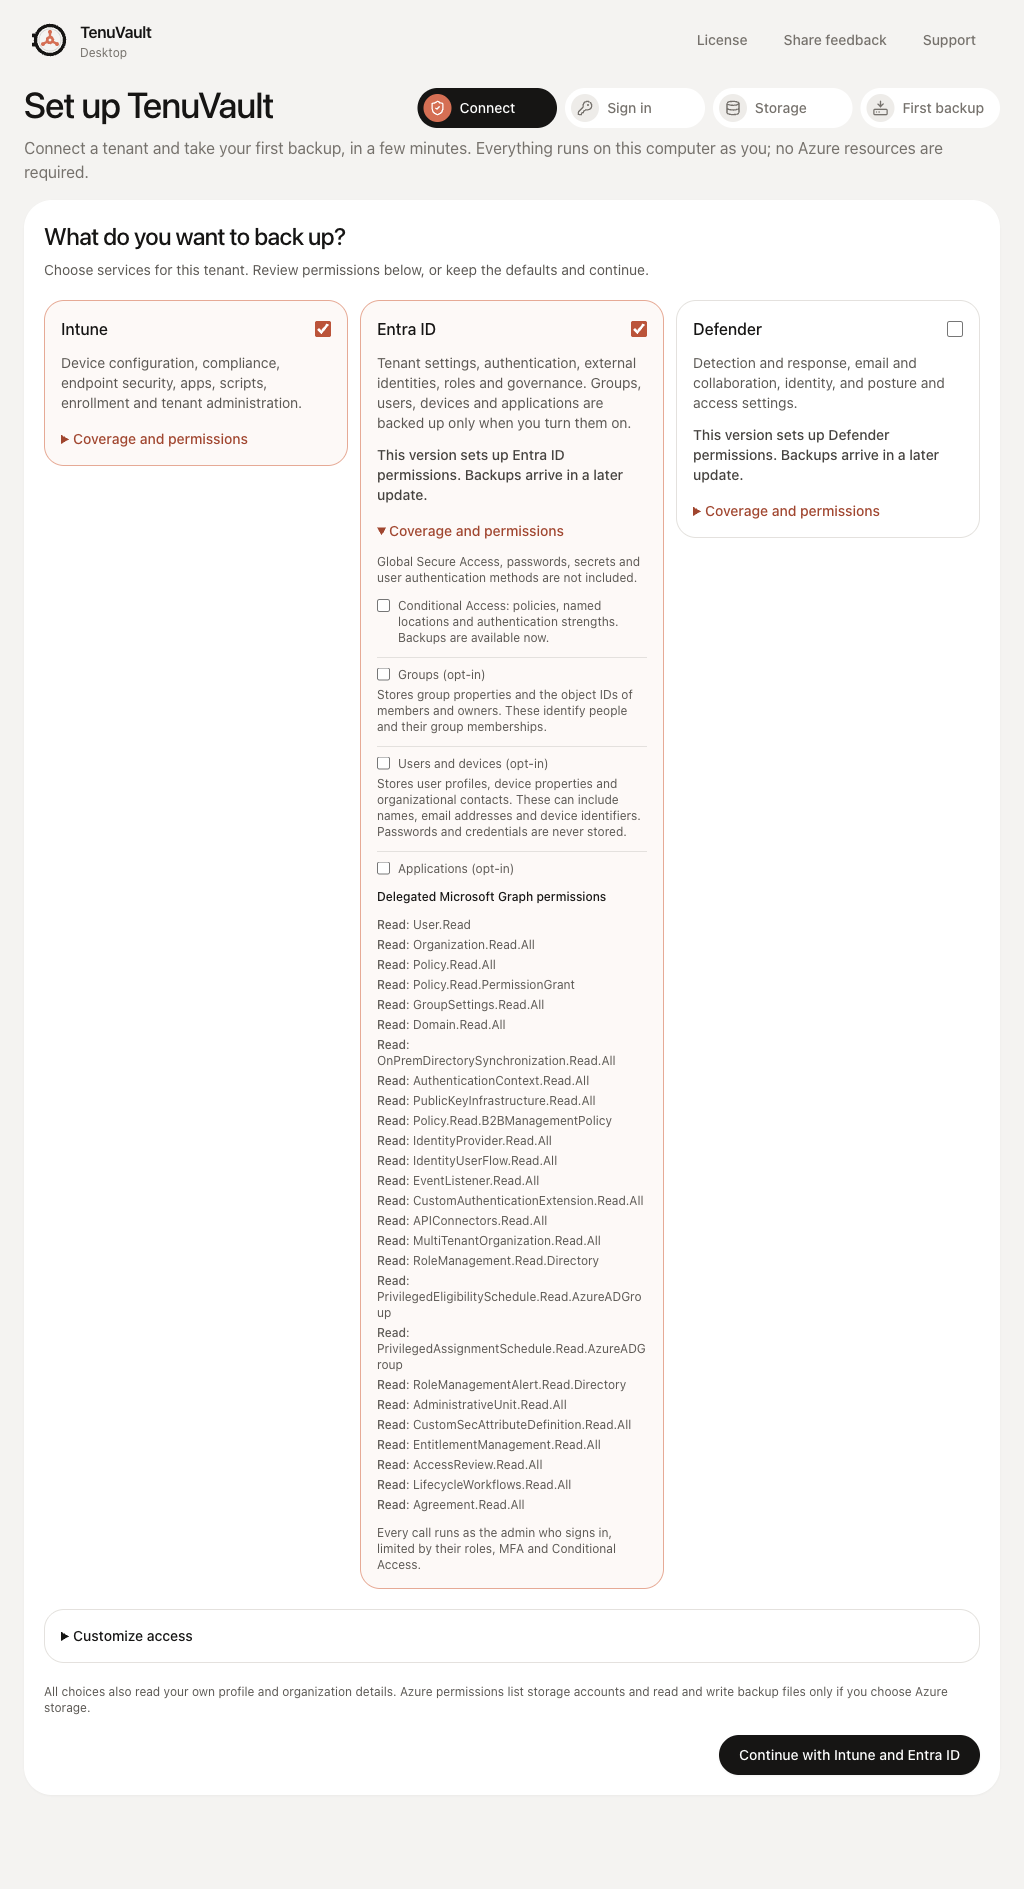 TenuVault
Desktop
License
Share feedback
Support
Set up TenuVault
Connect
Sign in
Storage
First backup
Connect a tenant and take your first backup, in a few minutes. Everything runs on this computer as you; no Azure resources are
required.
What do you want to back up?
Choose services for this tenant. Review permissions below, or keep the defaults and continue.
Intune
Device configuration, compliance,
endpoint security, apps, scripts,
enrollment and tenant administration.
Coverage and permissions
Entra ID
Tenant settings, authentication, external
identities, roles and governance. Groups,
users, devices and applications are
backed up only when you turn them on.
This version sets up Entra ID
permissions. Backups arrive in a later
update.
Coverage and permissions
Global Secure Access, passwords, secrets and
user authentication methods are not included.
Conditional Access: policies, named
locations and authentication strengths.
Backups are available now.
Groups (opt-in)
Stores group properties and the object IDs of
members and owners. These identify people
and their group memberships.
Users and devices (opt-in)
Stores user profiles, device properties and
organizational contacts. These can include
names, email addresses and device identifiers.
Passwords and credentials are never stored.
Applications (opt-in)
Delegated Microsoft Graph permissions
Read: User.Read
Read: Organization.Read.All
Read: Policy.Read.All
Read: Policy.Read.PermissionGrant
Read: GroupSettings.Read.All
Read: Domain.Read.All
Read:
OnPremDirectorySynchronization.Read.All
Read: AuthenticationContext.Read.All
Read: PublicKeyInfrastructure.Read.All
Read: Policy.Read.B2BManagementPolicy
Read: IdentityProvider.Read.All
Read: IdentityUserFlow.Read.All
Read: EventListener.Read.All
Read: CustomAuthenticationExtension.Read.All
Read: APIConnectors.Read.All
Read: MultiTenantOrganization.Read.All
Read: RoleManagement.Read.Directory
Read:
PrivilegedEligibilitySchedule.Read.AzureADGro
up
Read:
PrivilegedAssignmentSchedule.Read.AzureADG
roup
Read: RoleManagementAlert.Read.Directory
Read: AdministrativeUnit.Read.All
Read: CustomSecAttributeDefinition.Read.All
Read: EntitlementManagement.Read.All
Read: AccessReview.Read.All
Read: LifecycleWorkflows.Read.All
Read: Agreement.Read.All
Every call runs as the admin who signs in,
limited by their roles, MFA and Conditional
Access.
Defender
Detection and response, email and
collaboration, identity, and posture and
access settings.
This version sets up Defender
permissions. Backups arrive in a later
update.
Coverage and permissions
Customize access
All choices also read your own profile and organization details. Azure permissions list storage accounts and read and write backup files only if you choose Azure
storage.
Continue with Intune and Entra ID